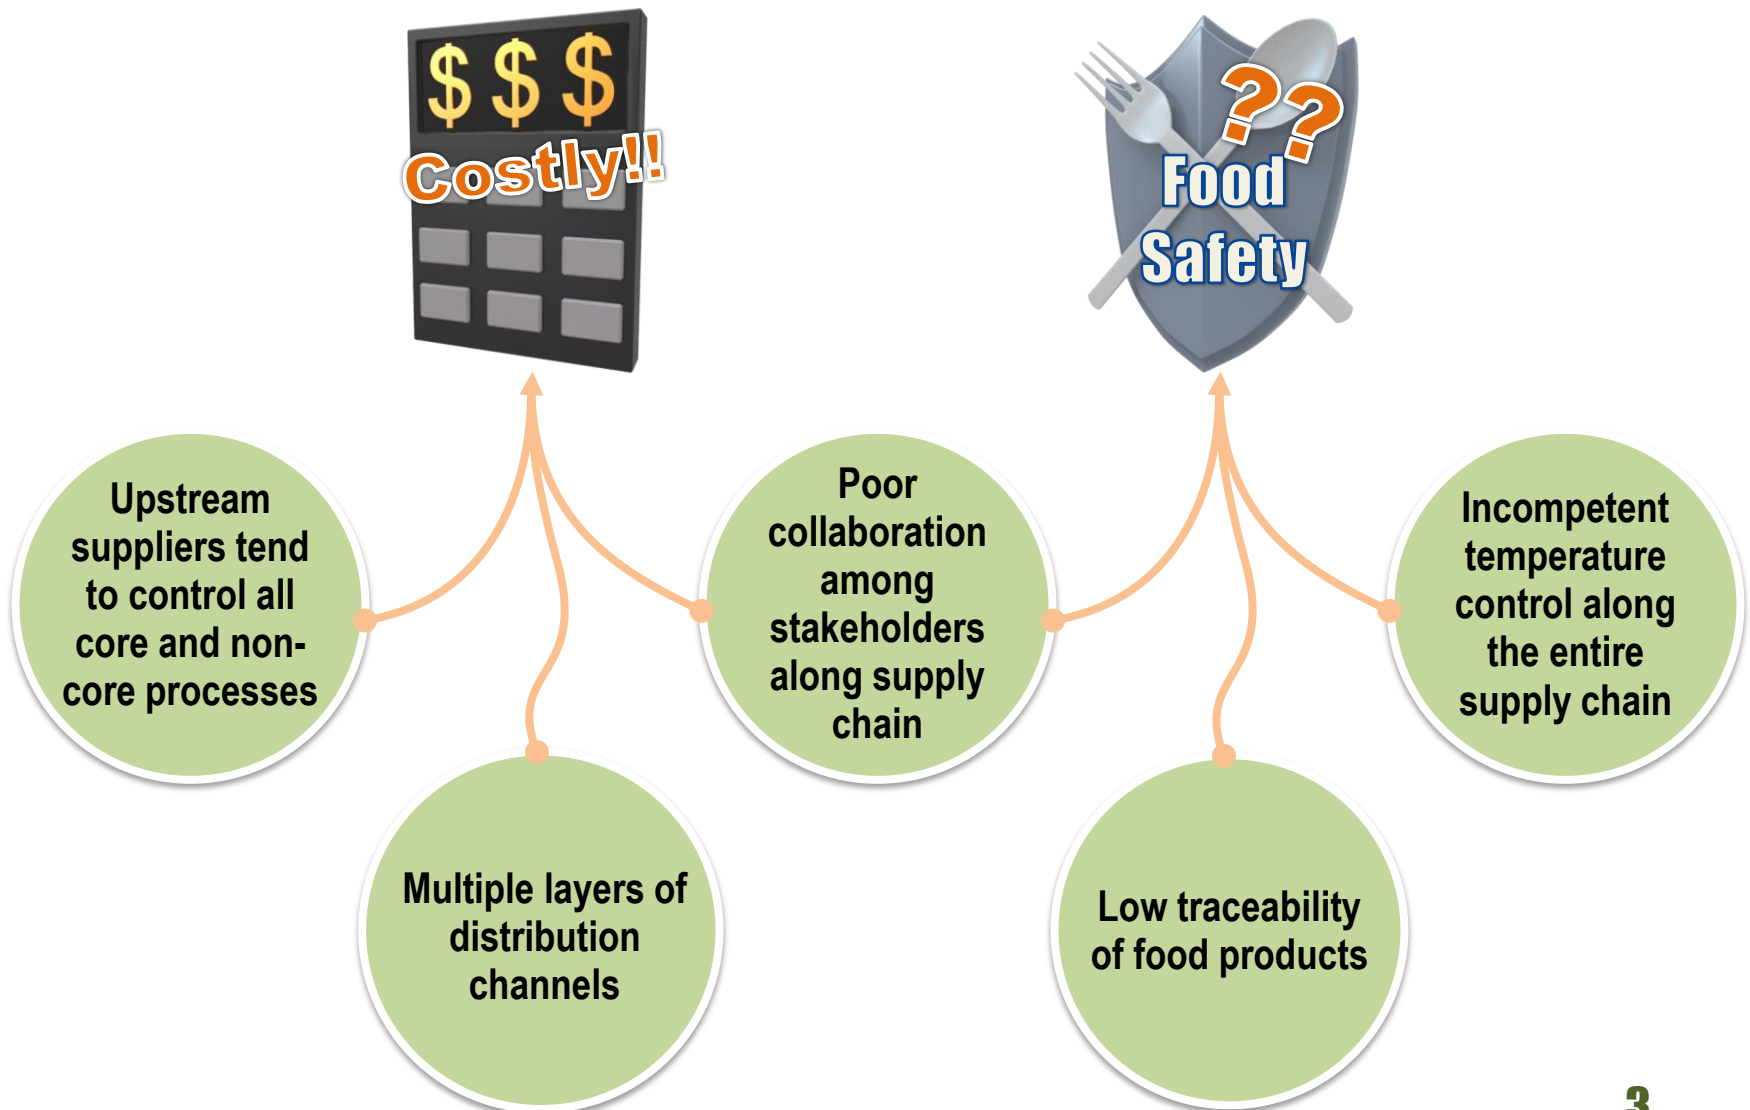 $ $ $
Costly!!
??
Food
Safety
Upstream
suppliers tend
to control all
core and non-
core processes
Poor
collaboration
among
stakeholders
along supply
chain
Incompetent
temperature
control along
the entire
supply chain
Multiple layers of
distribution
channels
Low traceability
of food products
3